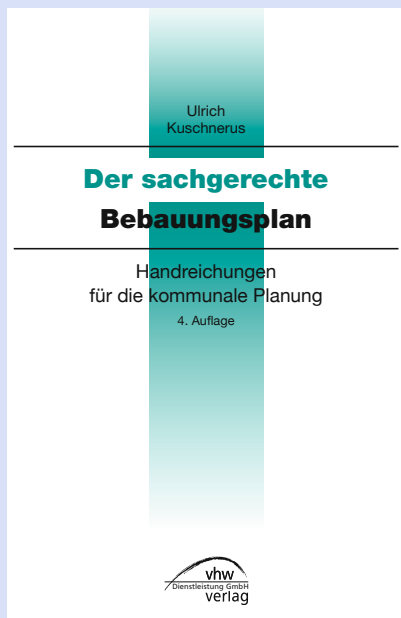 Ulrich
Kuschnerus
Der sachgerechte
Bebauungsplan
Handreichungen
für die kommunale Planung
4. Auflage
vhw
Dienstleistung GmbH
verlag